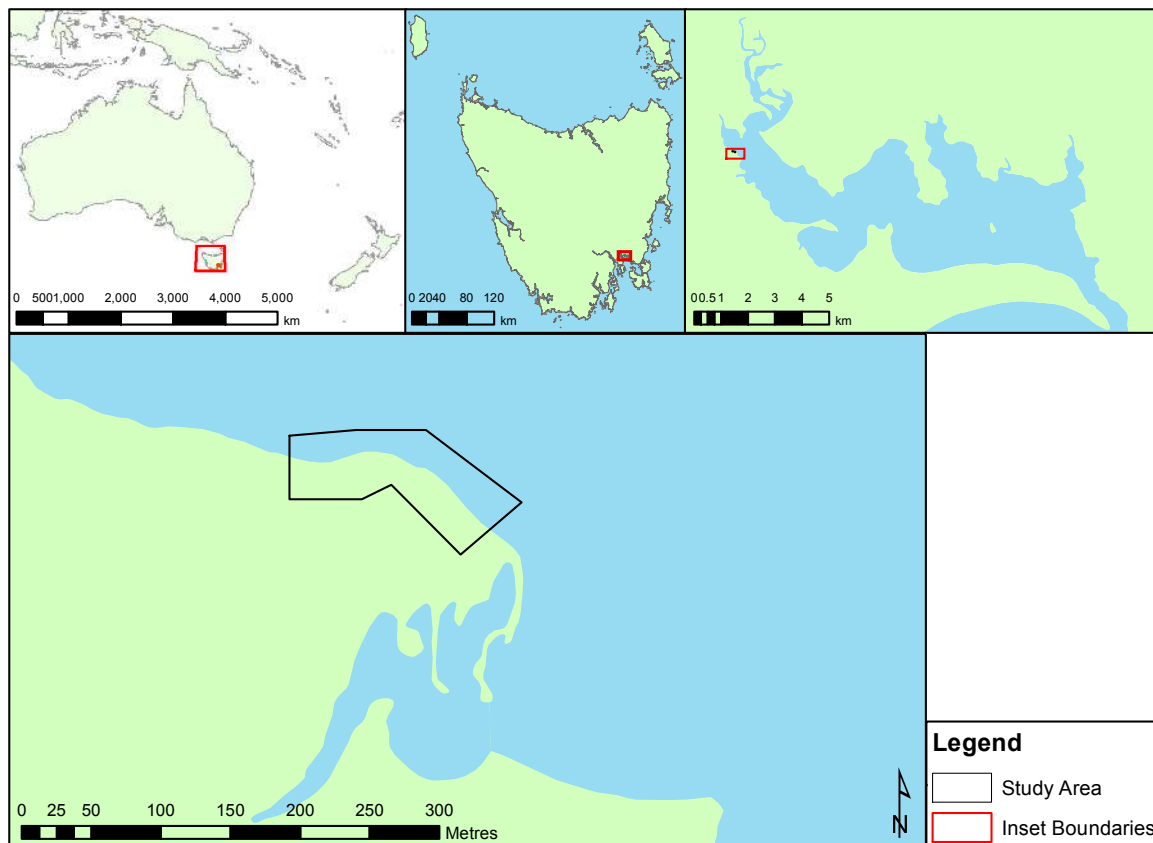 0 5001,000 2,000 3,000 4,000 5,000
km
0 2040 80 120
km
00.51 2 3 4 5
km
0 25 50 100 150 200 250 300
Metres
N
Legend
Study Area
Inset Boundaries